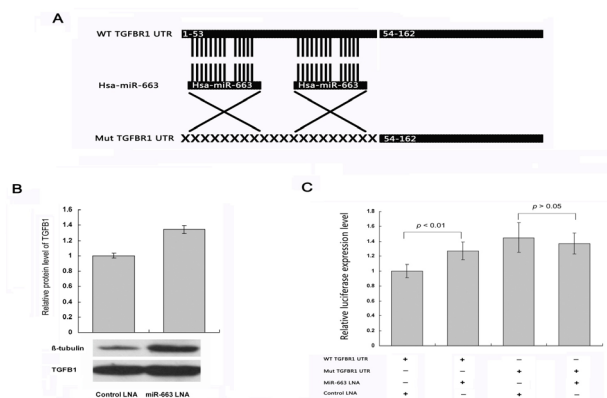 A
WT TGFBR1 UTR 1-53 54-162
Hsa-miR-663 Hsa-miR-663 Hsa-miR-663
Mut TGFBR1 UTR XXXXXXXXXXXXXXXXXXX 54-162
B
Relative protein level of TGFB1
1.6
1.4
1.2
1
0.8
0.6
0.4
0.2
0
ß-tubulin
TGFB1
Control LNA miR-663 LNA
C
Relative luciferase expression level
1.8
1.6
1.4
1.2
1
0.8
0.6
0.4
0.2
0
p < 0.01
p > 0.05
WT TGFBR1 UTR + + – –
Mut TGFBR1 UTR – – + +
MiR-663 LNA – + – +
Control LNA + – + –